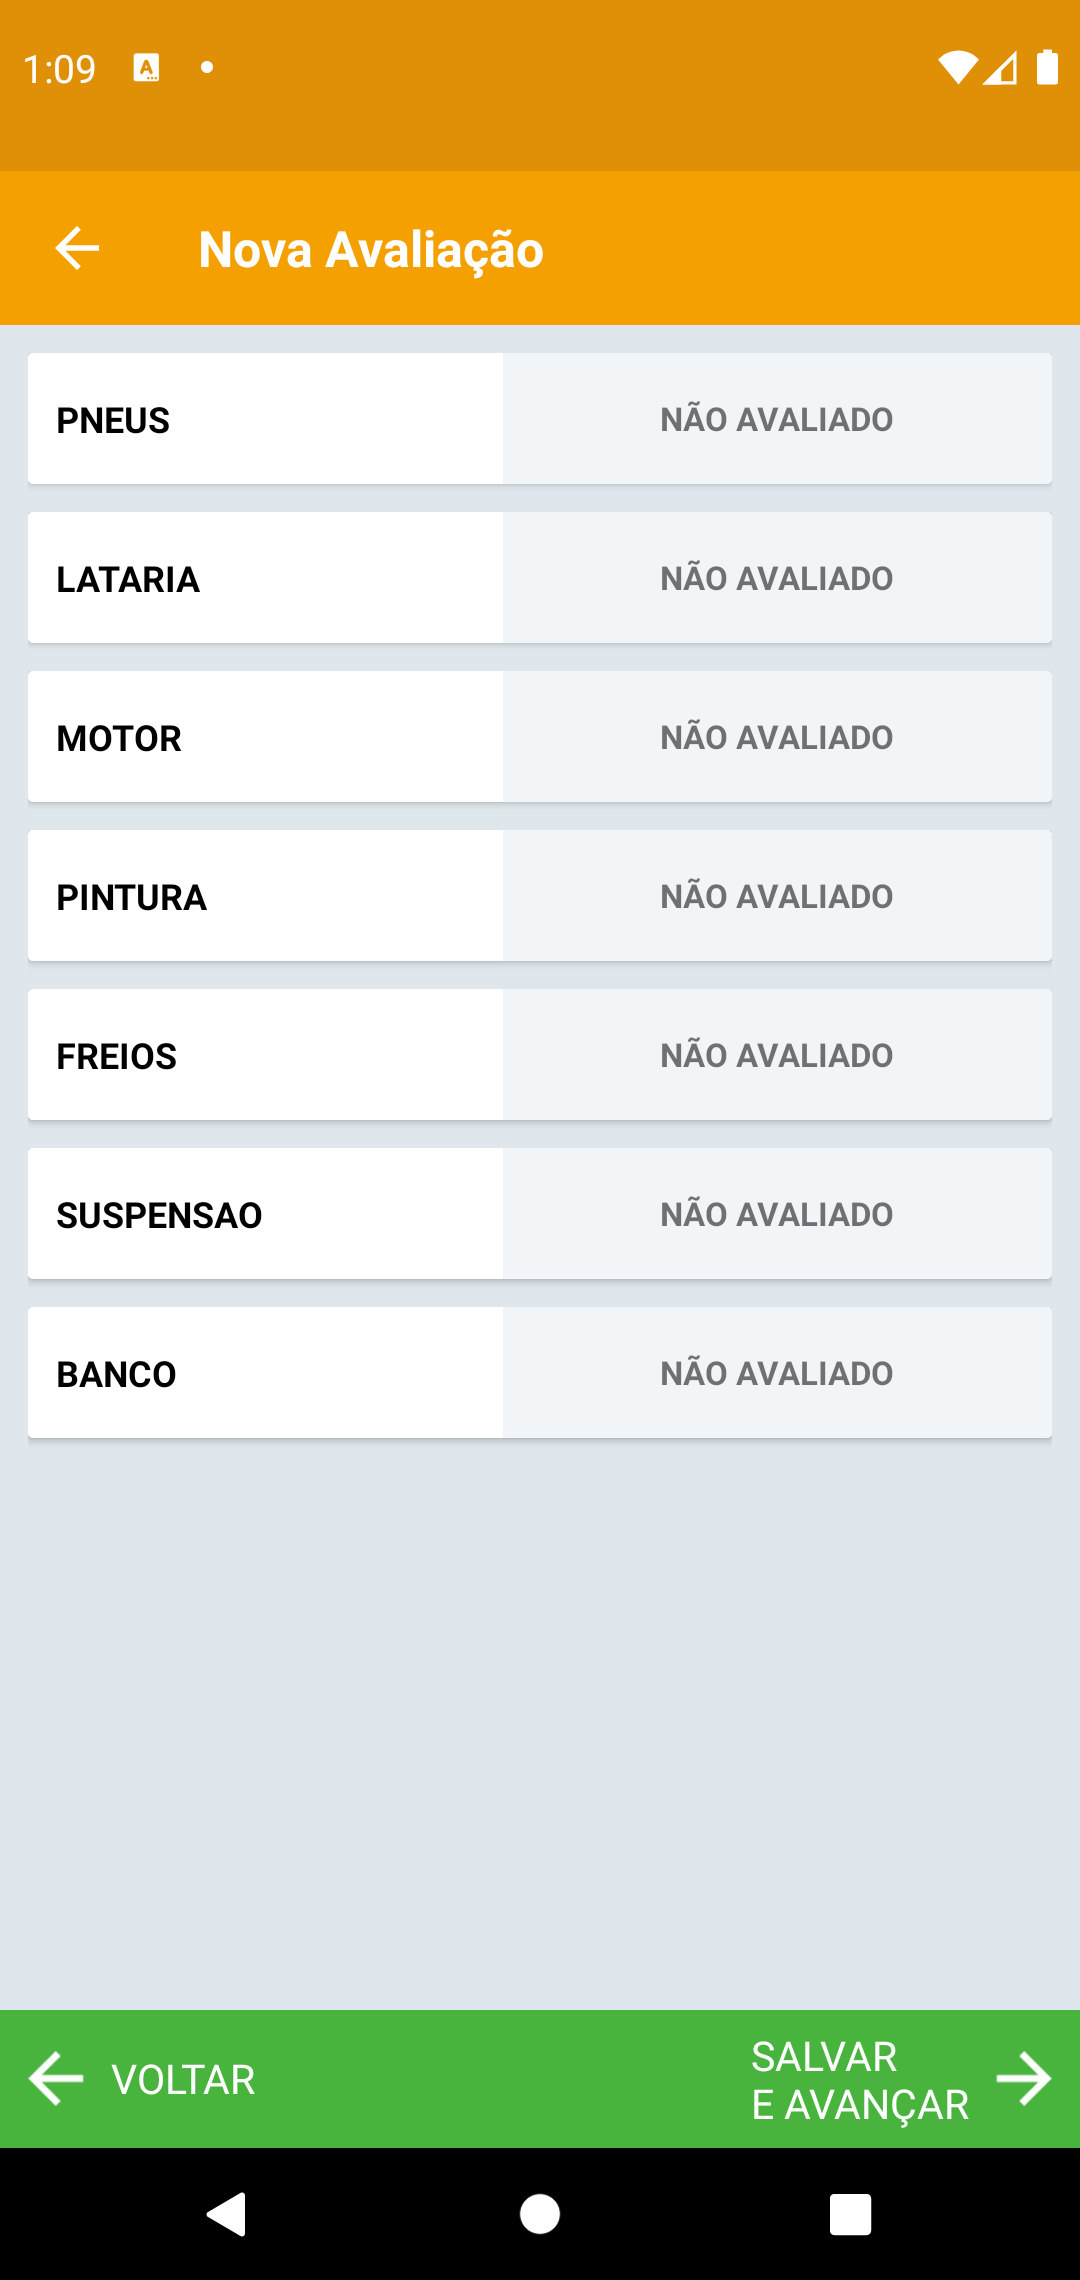 1:09
Nova Avaliação
PNEUS NÃO AVALIADO
LATARIA NÃO AVALIADO
MOTOR NÃO AVALIADO
PINTURA NÃO AVALIADO
FREIOS NÃO AVALIADO
SUSPENSAO NÃO AVALIADO
BANCO NÃO AVALIADO
VOLTAR
SALVAR
E AVANÇAR